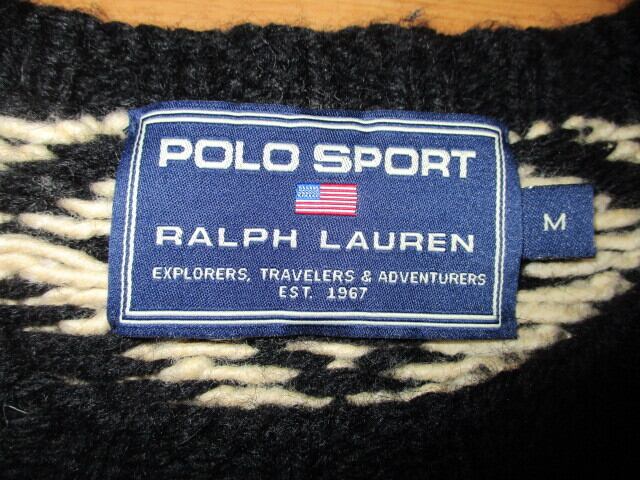 POLO SPORT
RALPH LAUREN
M
EXPLORERS, TRAVELERS & ADVENTURERS
EST. 1967